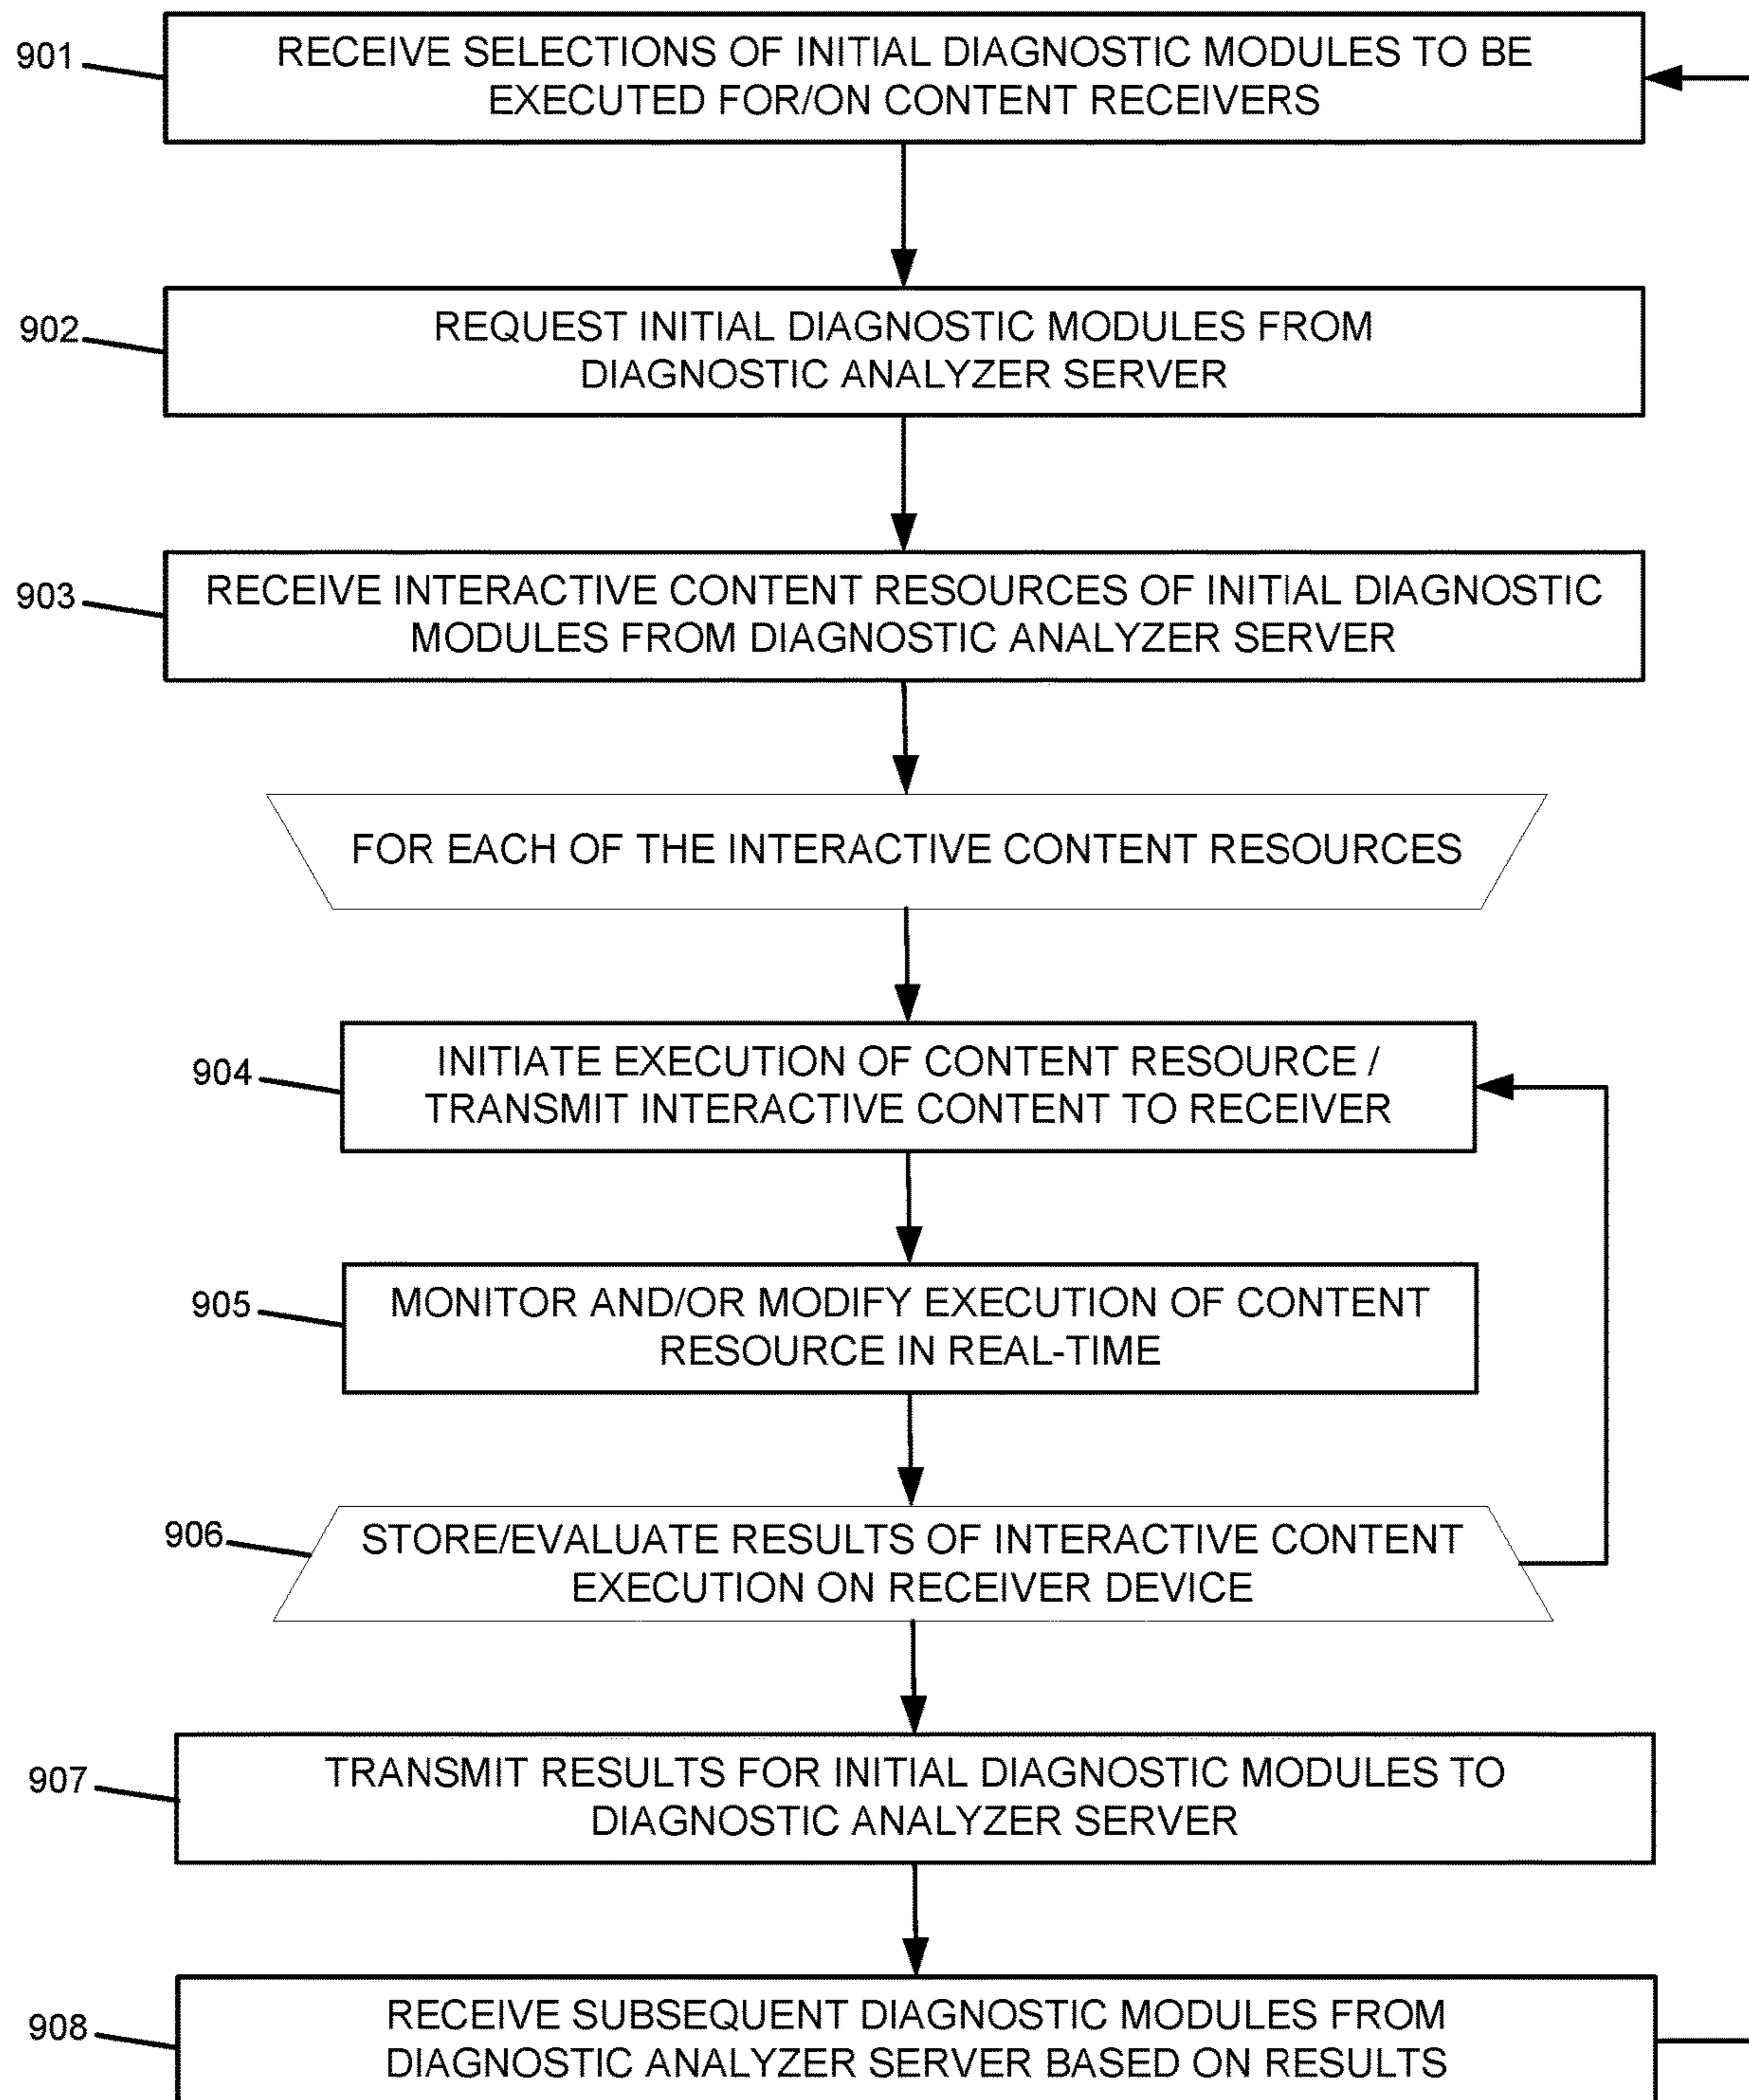 901
RECEIVE SELECTIONS OF INITIAL DIAGNOSTIC MODULES TO BE
EXECUTED FOR/ON CONTENT RECEIVERS
902
REQUEST INITIAL DIAGNOSTIC MODULES FROM
DIAGNOSTIC ANALYZER SERVER
903
RECEIVE INTERACTIVE CONTENT RESOURCES OF INITIAL DIAGNOSTIC
MODULES FROM DIAGNOSTIC ANALYZER SERVER
FOR EACH OF THE INTERACTIVE CONTENT RESOURCES
904
INITIATE EXECUTION OF CONTENT RESOURCE /
TRANSMIT INTERACTIVE CONTENT TO RECEIVER
905
MONITOR AND/OR MODIFY EXECUTION OF CONTENT
RESOURCE IN REAL-TIME
906
STORE/EVALUATE RESULTS OF INTERACTIVE CONTENT
EXECUTION ON RECEIVER DEVICE
907
TRANSMIT RESULTS FOR INITIAL DIAGNOSTIC MODULES TO
DIAGNOSTIC ANALYZER SERVER
908
RECEIVE SUBSEQUENT DIAGNOSTIC MODULES FROM
DIAGNOSTIC ANALYZER SERVER BASED ON RESULTS